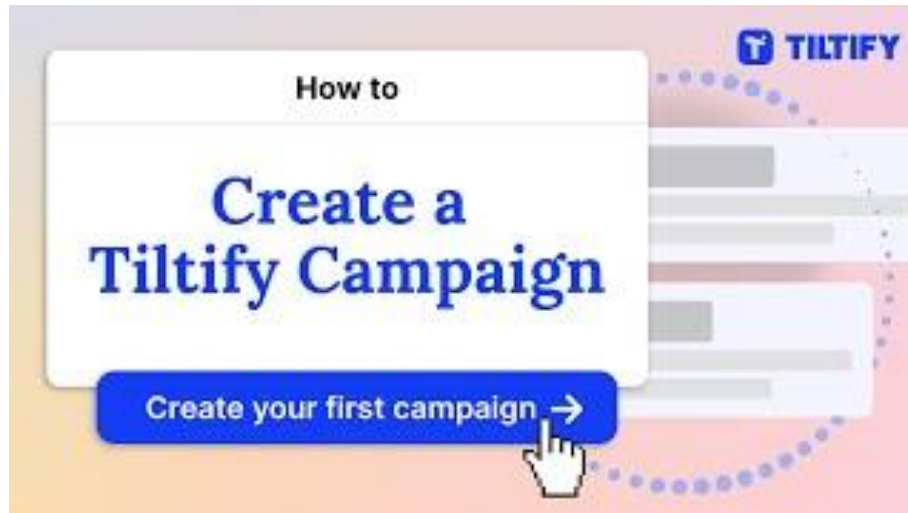 TILTIFY
How to
Create a
Tiltify Campaign
Create your first campaign →